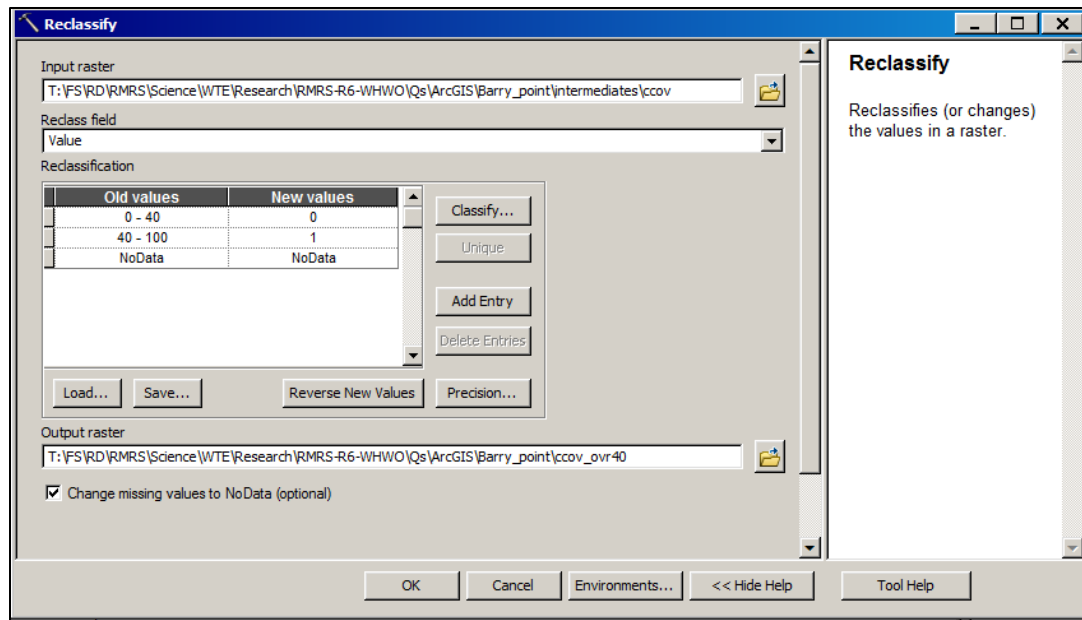 Reclassify
Input raster
T:\FS\RD\RMRS\Science\WTE\Research\RMRS-R6-WHWO\Qs\ArcGIS\Barry_point\intermediates\ccov
Reclass field
Value
Reclassification
Old values New values
0 - 40 0
40 - 100 1
NoData NoData
Classify...
Unique
Add Entry
Delete Entries
Load... Save... Reverse New Values Precision...
Output raster
T:\FS\RD\RMRS\Science\WTE\Research\RMRS-R6-WHWO\Qs\ArcGIS\Barry_point\ccov_ovr40
Change missing values to NoData (optional)
Reclassify
Reclassifies (or changes)
the values in a raster.
OK Cancel Environments... << Hide Help Tool Help